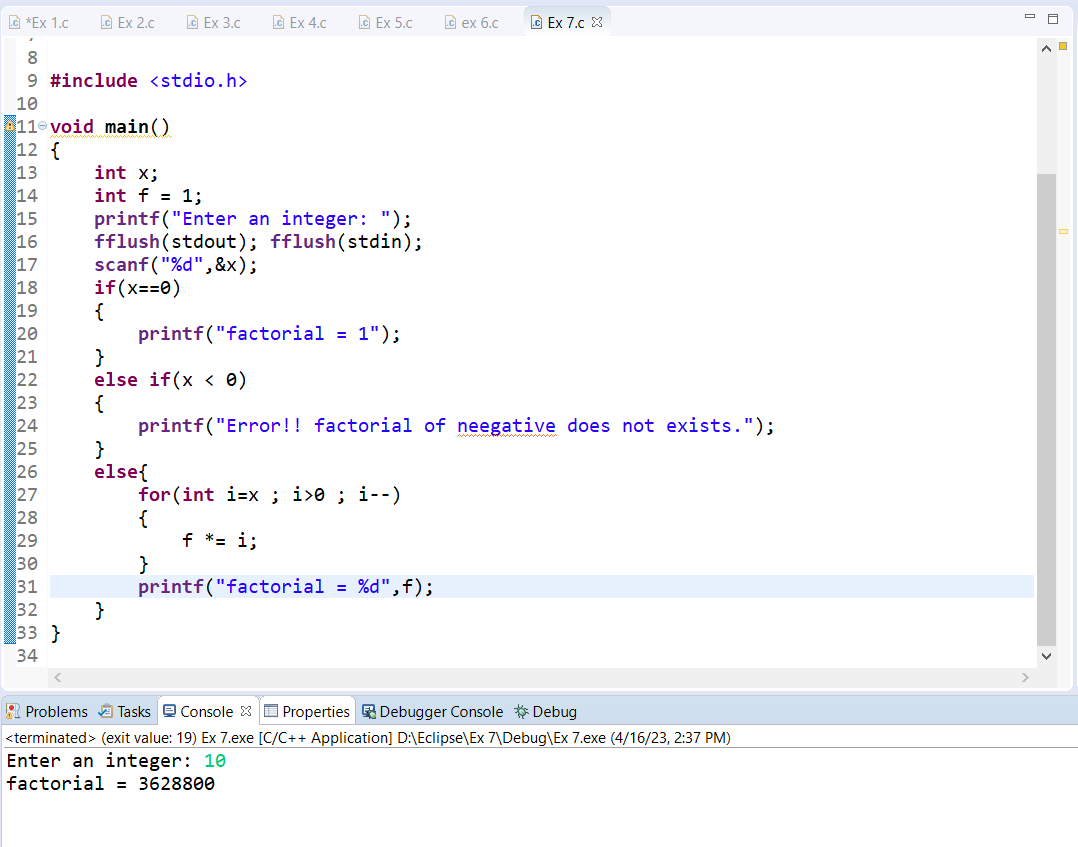 *Ex 1.c Ex 2.c Ex 3.c Ex 4.c Ex 5.c ex 6.c Ex 7.c
8
9 #include <stdio.h>
10
11 void main()
12 {
13     int x;
14     int f = 1;
15     printf("Enter an integer: ");
16     fflush(stdout); fflush(stdin);
17     scanf("%d",&x);
18     if(x==0)
19     {
20         printf("factorial = 1");
21     }
22     else if(x < 0)
23     {
24         printf("Error!! factorial of neegative does not exists.");
25     }
26     else{
27         for(int i=x ; i>0 ; i--)
28         {
29             f *= i;
30         }
31         printf("factorial = %d",f);
32     }
33 }
34
Problems Tasks Console Properties Debugger Console Debug
<terminated> (exit value: 19) Ex 7.exe [C/C++ Application] D:\Eclipse\Ex 7\Debug\Ex 7.exe (4/16/23, 2:37 PM)
Enter an integer: 10
factorial = 3628800